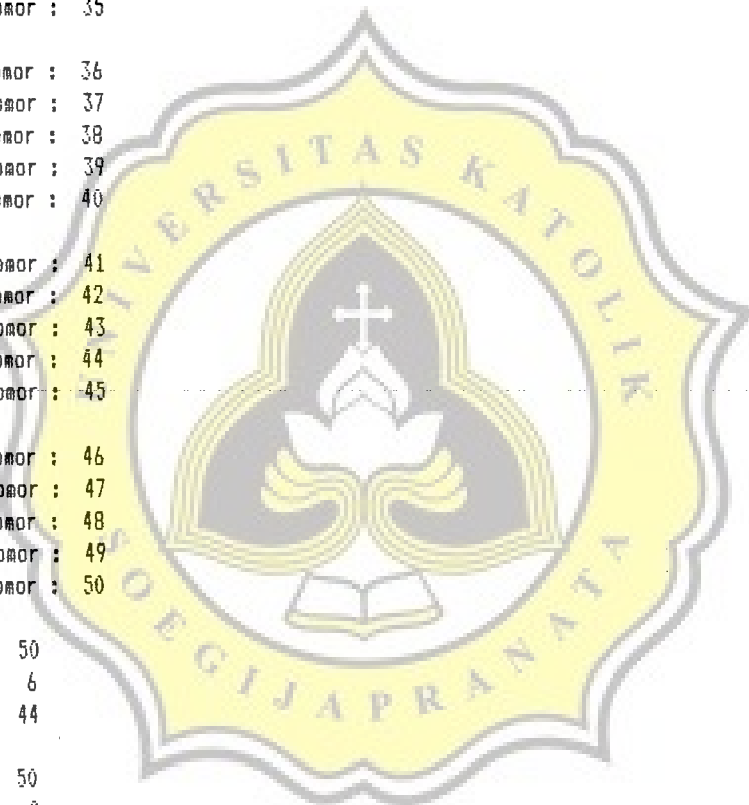 mor : 35
mor : 36
mor : 37
mor : 38
mor : 39
mor : 40
mor : 41
mor : 42
mor : 43
mor : 44
mor : 45
mor : 46
mor : 47
mor : 48
mor : 49
mor : 50
50
6
44
50
UNIVERSITAS KATOLIK
SOEGIJAPRANATA